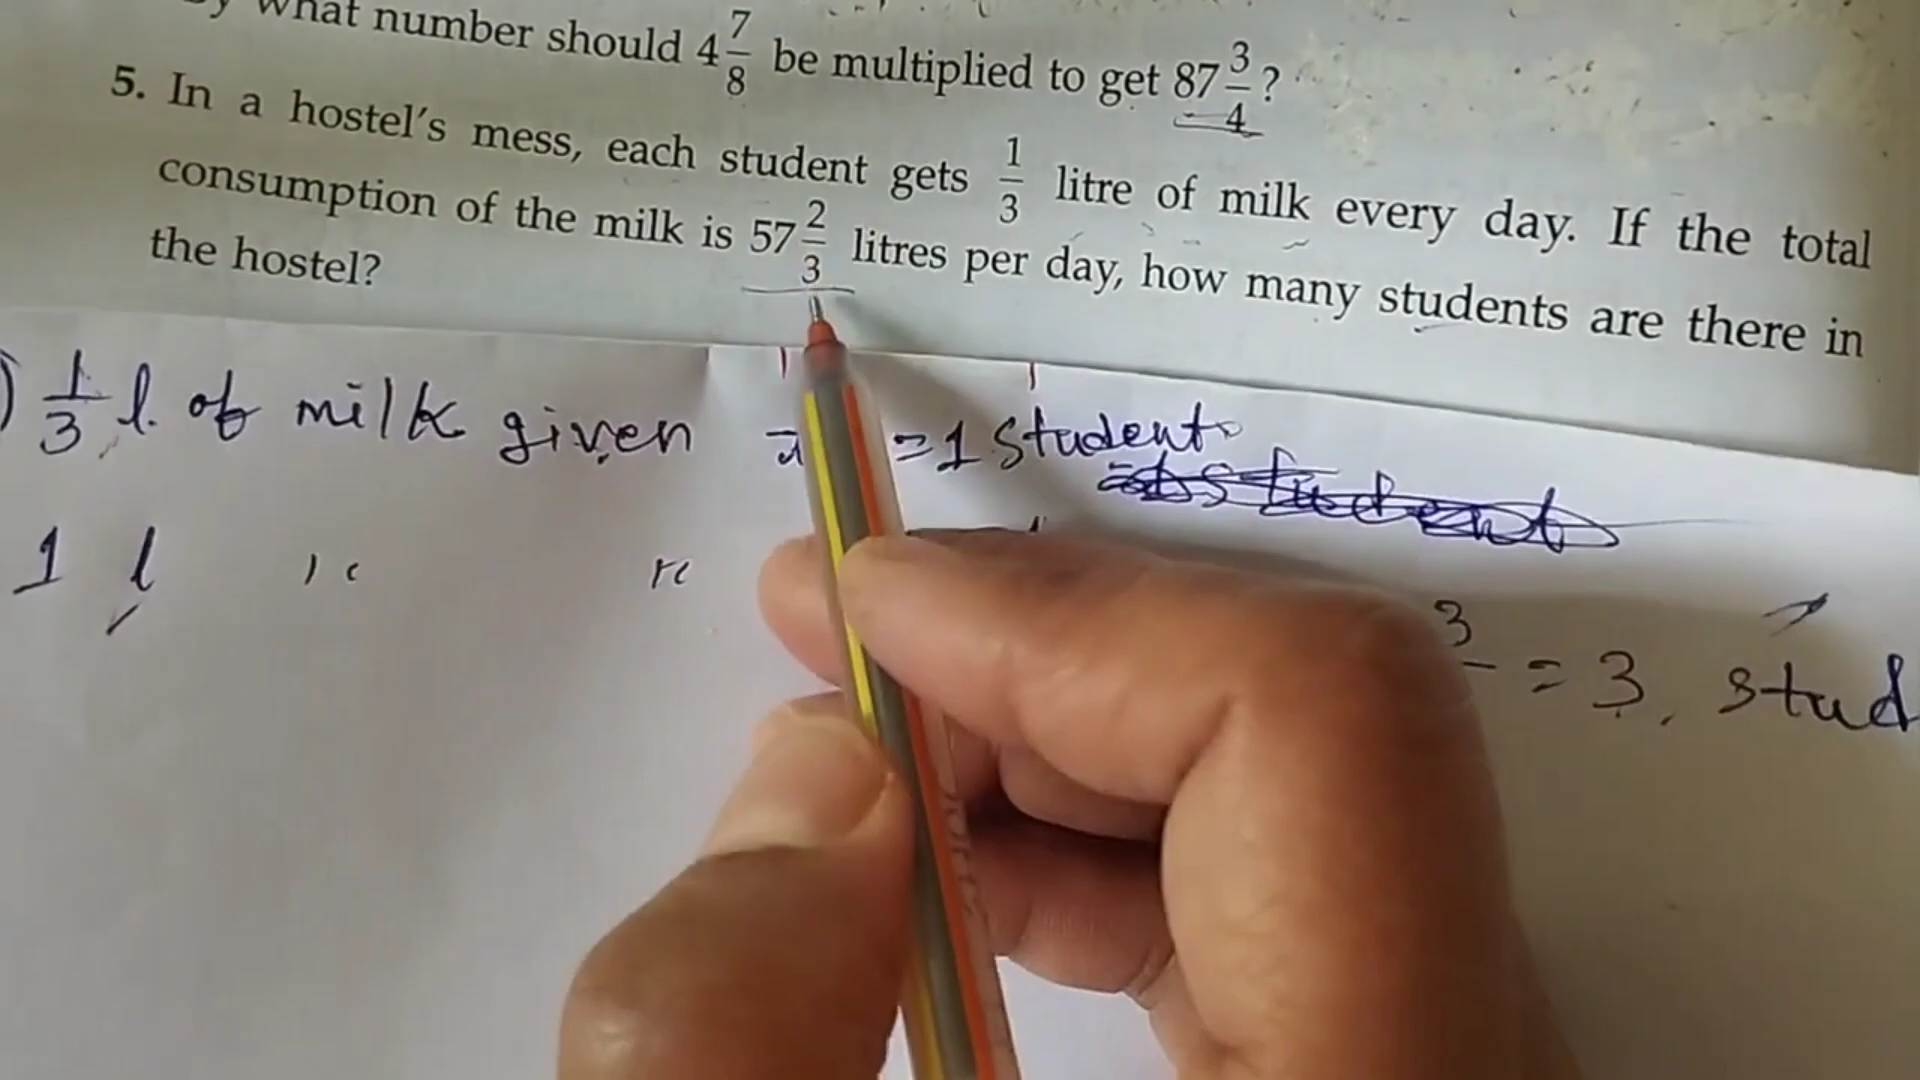 what number should 4 7/8 be multiplied to get 87 3/4?
5. In a hostel's mess, each student gets 1/3 litre of milk every day. If the total
consumption of the milk is 57 2/3 litres per day, how many students are there in
the hostel?
) 1/3 l. of milk given = 1 student
1 l
3 = 3. stud